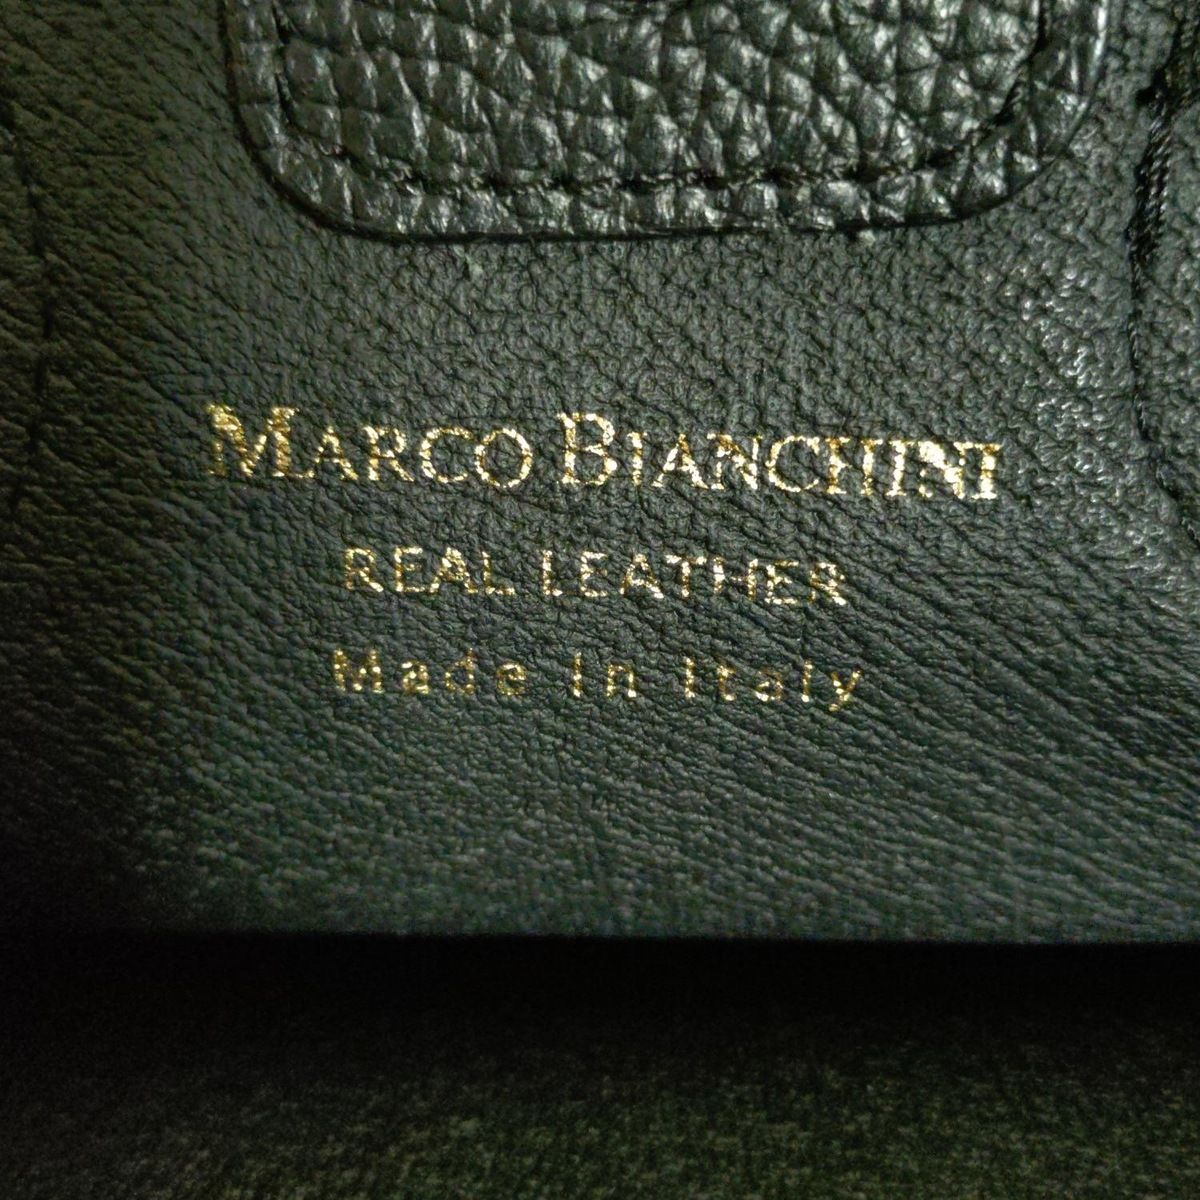 MARCO BIANCHINI
REAL LEATHER
Made in Italy